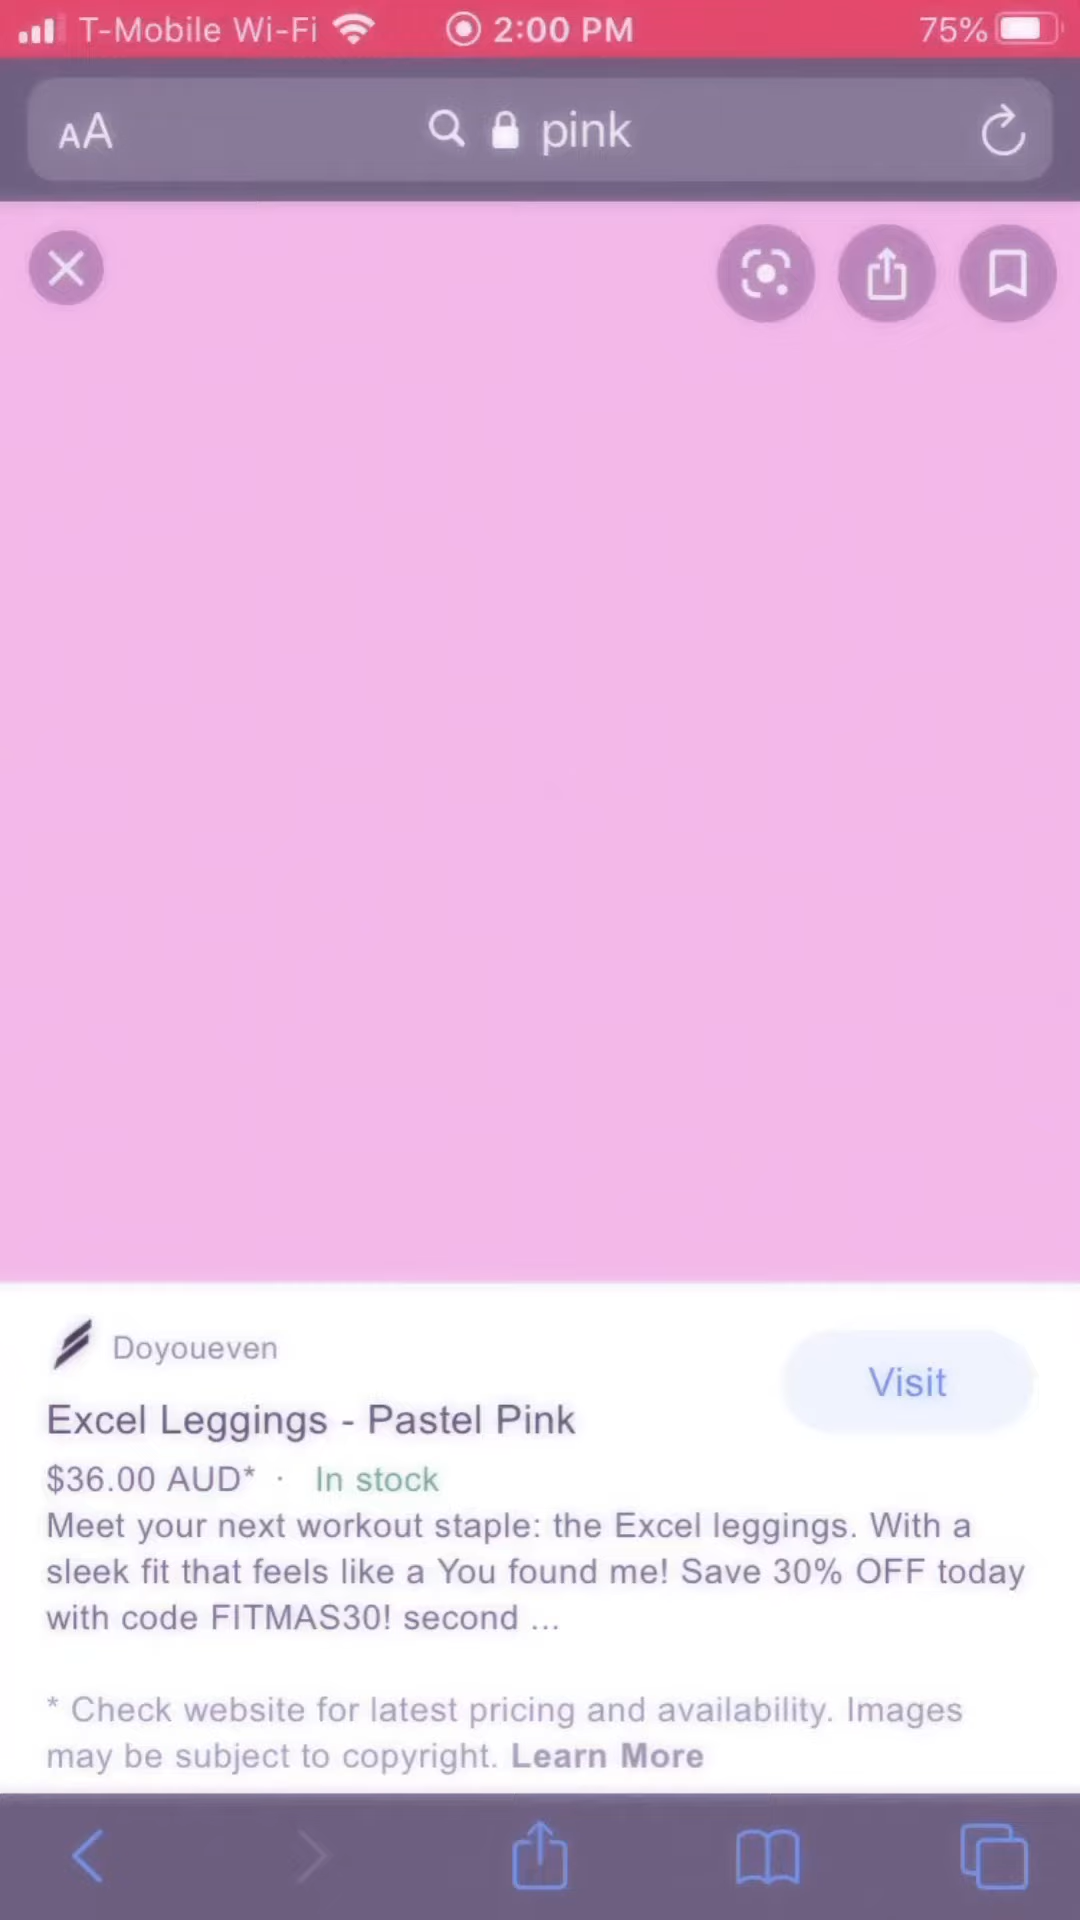 T-Mobile Wi-Fi 2:00 PM 75%
AA pink
Doyoueven
Visit
Excel Leggings - Pastel Pink
$36.00 AUD* · In stock
Meet your next workout staple: the Excel leggings. With a
sleek fit that feels like a You found me! Save 30% OFF today
with code FITMAS30! second ...
* Check website for latest pricing and availability. Images
may be subject to copyright. Learn More